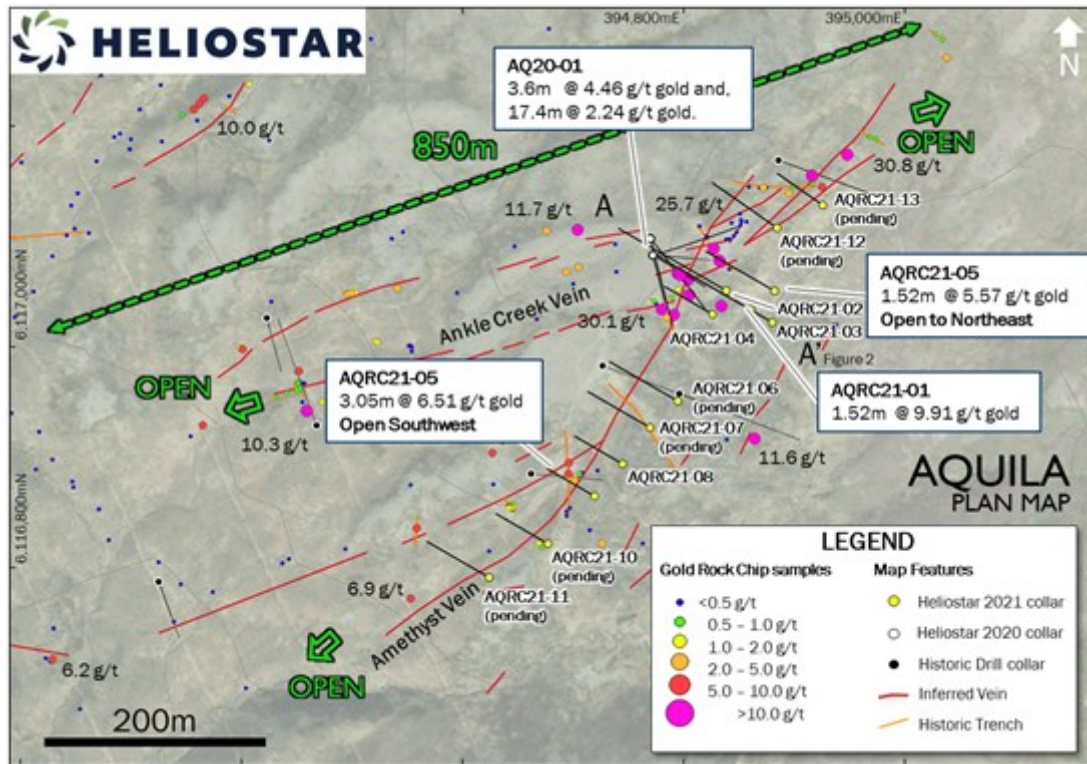 HELIOSTAR
394,800mE
395,000mE
N
AQ20-01
3.6m @ 4.46 g/t gold and,
17.4m @ 2.24 g/t gold.
850m
OPEN
10.0 g/t
30.8 g/t
25.7 g/t
11.7 g/t
A
AQRC21-13
(pending)
AQRC21-12
(pending)
6,117,000mN
AQRC21-05
1.52m @ 5.57 g/t gold
Open to Northeast
AQRC21-02
AQRC21-03
Ankle Creek Vein
30.1 g/t
AQRC21-04
A'
Figure 2
OPEN
AQRC21-05
3.05m @ 6.51 g/t gold
Open Southwest
AQRC21-06
(pending)
AQRC21-01
1.52m @ 9.91 g/t gold
AQRC21-07
(pending)
10.3 g/t
11.6 g/t
AQRC21-08
AQUILA
PLAN MAP
6,116,800mN
AQRC21-10
(pending)
AQRC21-11
(pending)
6.9 g/t
Amethyst Vein
6.2 g/t
OPEN
200m
LEGEND
Gold Rock Chip samples
<0.5 g/t
0.5 – 1.0 g/t
1.0 – 2.0 g/t
2.0 – 5.0 g/t
5.0 – 10.0 g/t
>10.0 g/t
Map Features
Heliostar 2021 collar
Heliostar 2020 collar
Historic Drill collar
Inferred Vein
Historic Trench